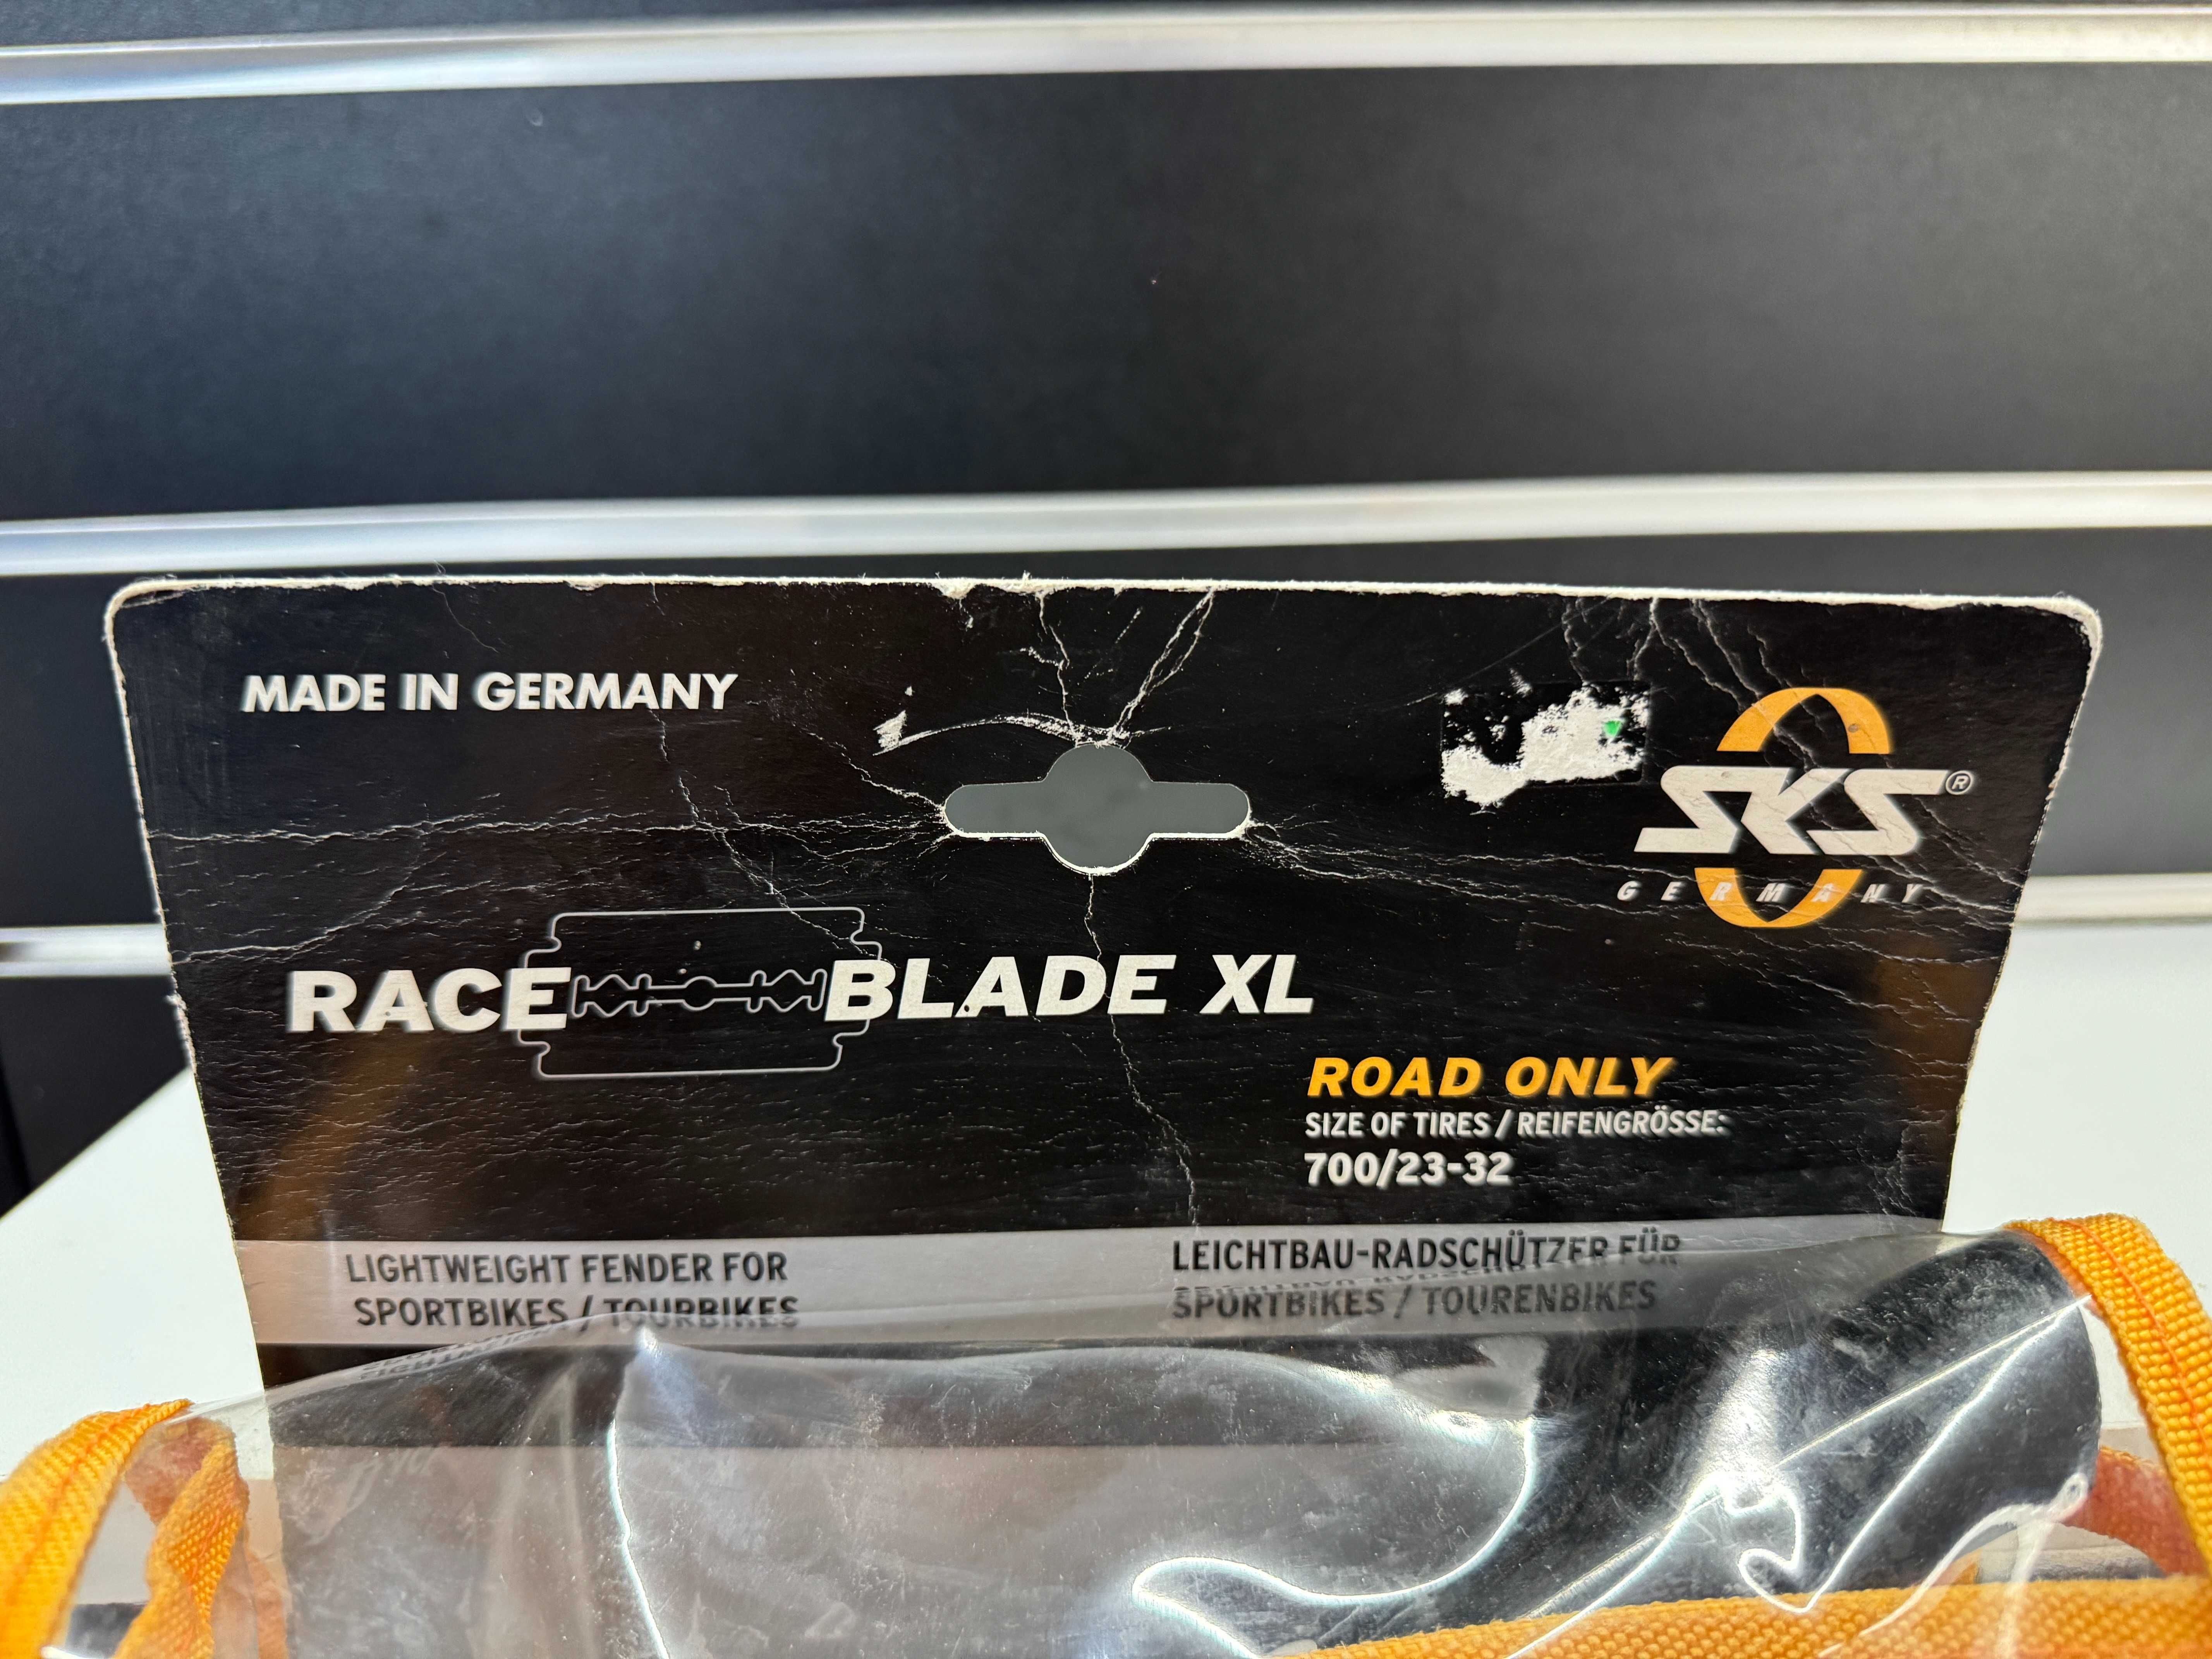 MADE IN GERMANY
SKS®
GERMANY
RACE BLADE XL
ROAD ONLY
SIZE OF TIRES / REIFENGRÖSSE:
700/23-32
LIGHTWEIGHT FENDER FOR
SPORTBIKES / TOURBIKES
LEICHTBAU-RADSCHÜTZER FÜR
SPORTBIKES / TOURENBIKES